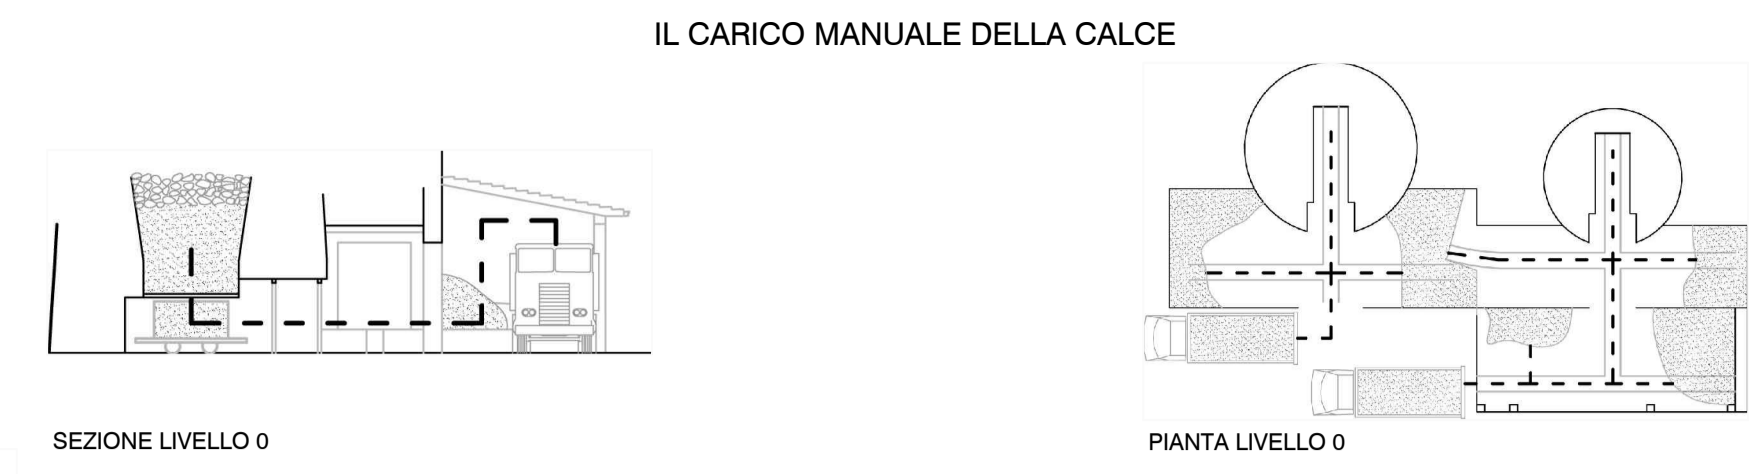 IL CARICO MANUALE DELLA CALCE
SEZIONE LIVELLO 0
PIANTA LIVELLO 0